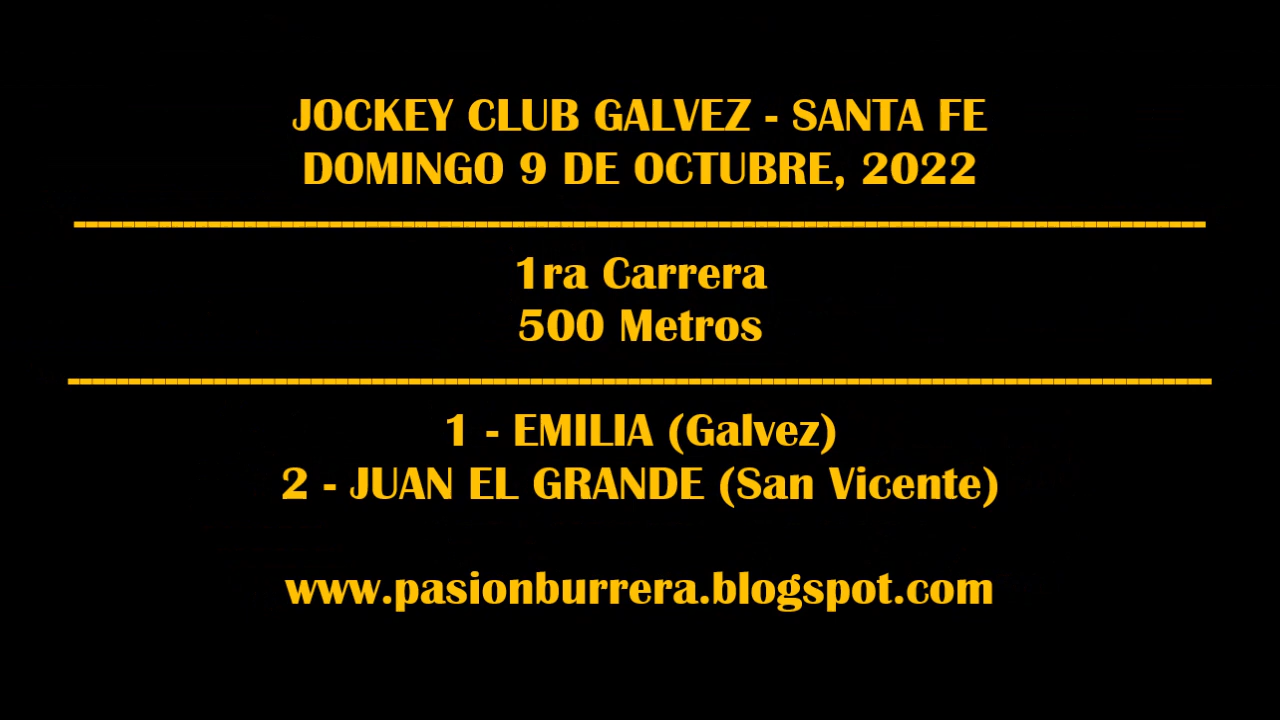 JOCKEY CLUB GALVEZ - SANTA FE
DOMINGO 9 DE OCTUBRE, 2022
1ra Carrera
500 Metros
1 - EMILIA (Galvez)
2 - JUAN EL GRANDE (San Vicente)
www.pasionburrera.blogspot.com